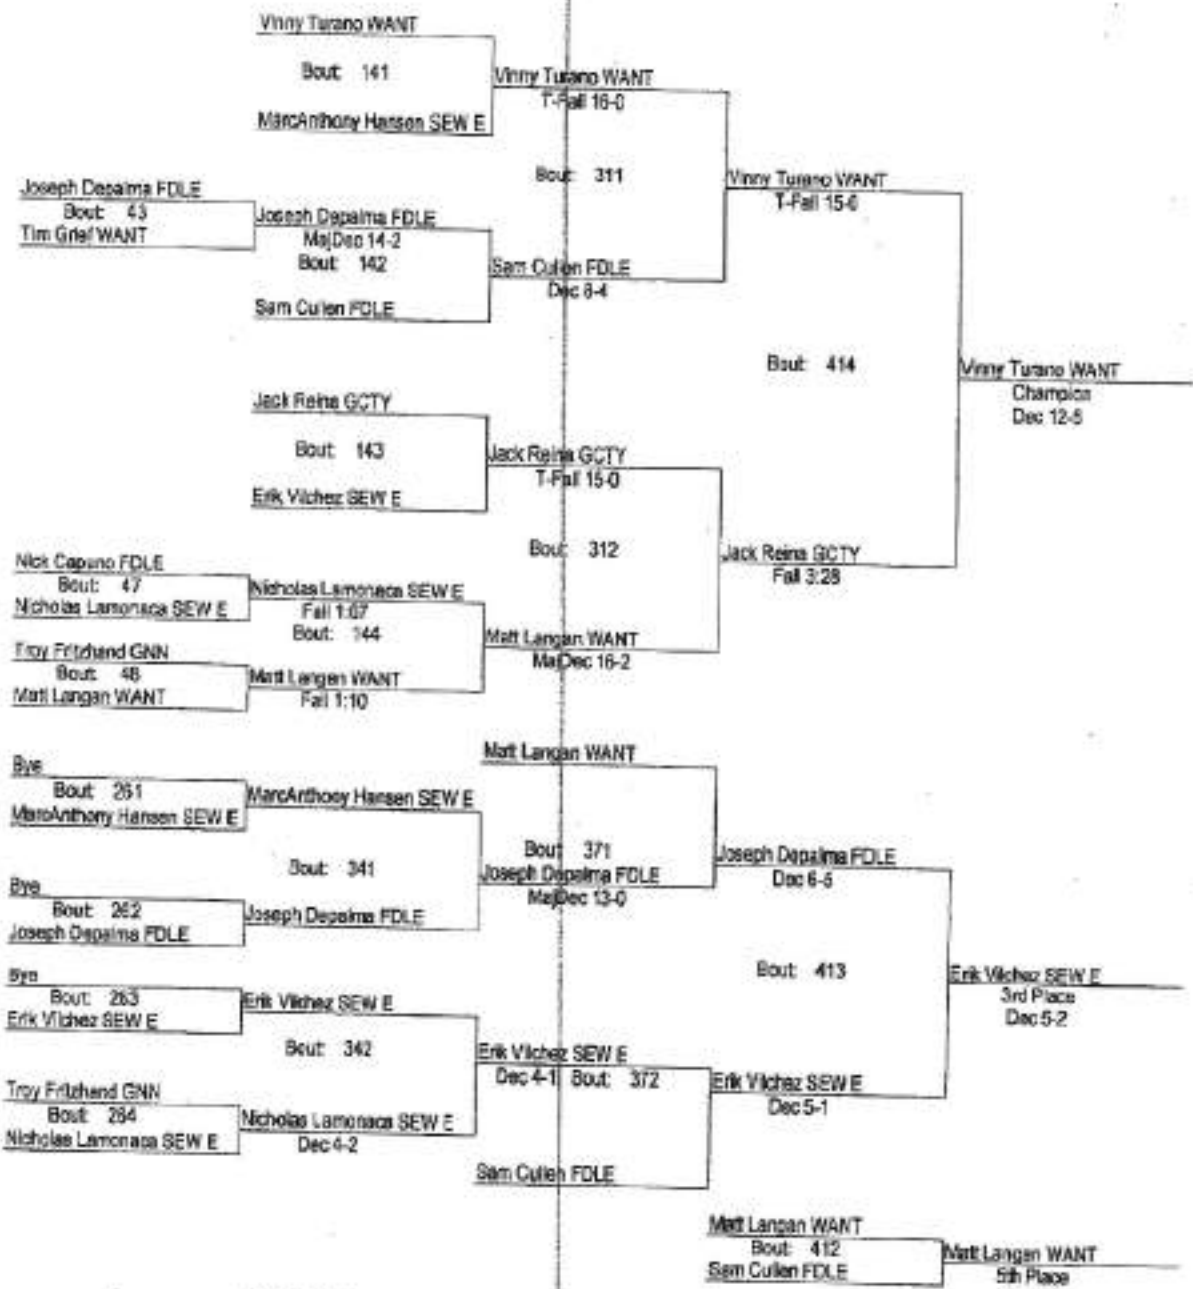 Vinny Turano WANT
Bout: 141
Vinny Turano WANT
T-Fall 16-0
MarcAnthony Hansen SEW E
Bout: 311
Vinny Turano WANT
T-Fall 15-0
Joseph Depalma FDLE
Bout: 43
Tim Grief WANT
Joseph Depalma FDLE
MajDec 14-2
Bout: 142
Sam Cullen FDLE
Dec 8-4
Sam Cullen FDLE
Bout: 414
Vinny Turano WANT
Champion
Dec 12-5
Jack Reina GCTY
Bout: 143
Jack Reina GCTY
T-Fall 15-0
Erik Vilchez SEW E
Bout: 312
Jack Reina GCTY
Fall 3:28
Nick Capano FDLE
Bout: 47
Nicholas Lamonaca SEW E
Nicholas Lamonaca SEW E
Fall 1:07
Bout: 144
Matt Langan WANT
MajDec 16-2
Troy Fritzhand GNN
Bout: 48
Matt Langan WANT
Matt Langan WANT
Fall 1:10
Matt Langan WANT
Bye
Bout: 261
MarcAnthony Hansen SEW E
MarcAnthony Hansen SEW E
Bout: 341
Bout: 371
Joseph Depalma FDLE
MajDec 13-0
Joseph Depalma FDLE
Dec 6-5
Bye
Bout: 262
Joseph Depalma FDLE
Joseph Depalma FDLE
Bout: 413
Erik Vilchez SEW E
3rd Place
Dec 5-2
Bye
Bout: 263
Erik Vilchez SEW E
Erik Vilchez SEW E
Bout: 342
Erik Vilchez SEW E
Dec 4-1 Bout: 372
Erik Vilchez SEW E
Dec 5-1
Troy Fritzhand GNN
Bout: 264
Nicholas Lamonaca SEW E
Nicholas Lamonaca SEW E
Dec 4-2
Sam Cullen FDLE
Matt Langan WANT
Bout: 412
Sam Cullen FDLE
Matt Langan WANT
5th Place